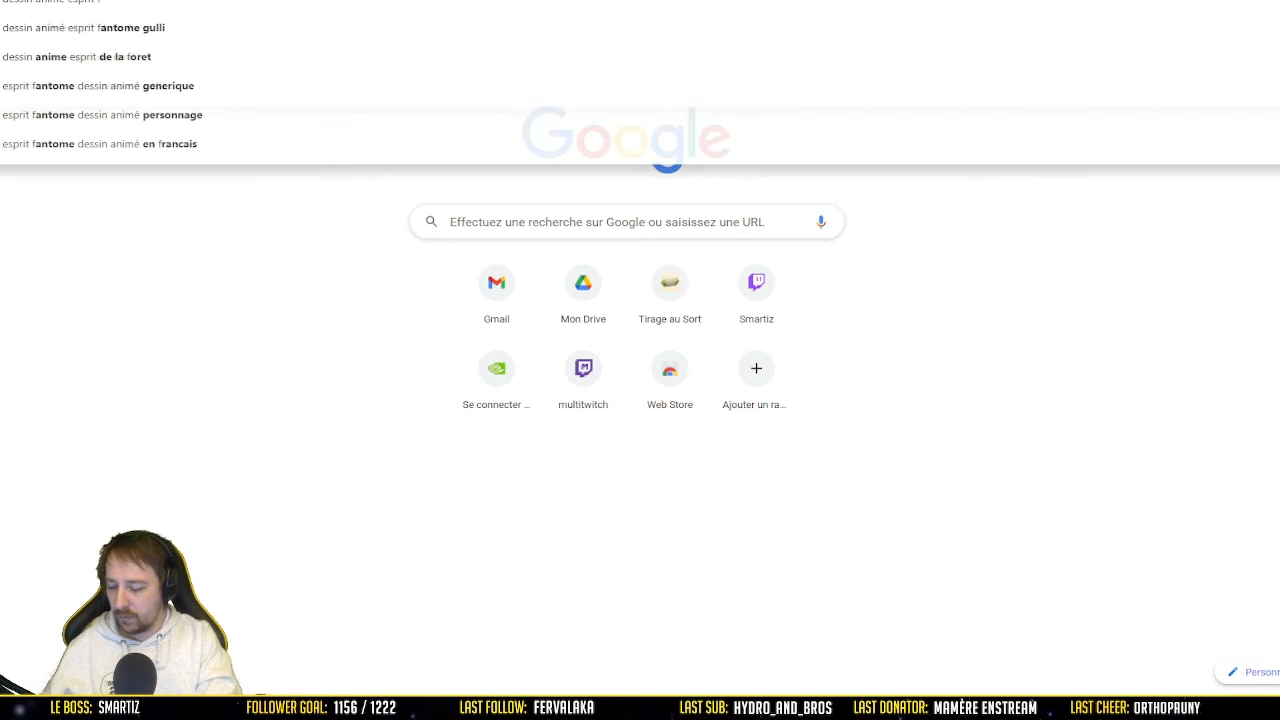 dessin animé esprit f
dessin animé esprit fantome gulli
dessin anime esprit de la foret
esprit fantome dessin animé generique
esprit fantome dessin animé personnage
esprit fantome dessin animé en francais
Google
Effectuez une recherche sur Google ou saisissez une URL
Gmail
Mon Drive
Tirage au Sort
Smartiz
Se connecter ...
multitwitch
Web Store
Ajouter un ra...
LE BOSS: SMARTIZ FOLLOWER GOAL: 1156 / 1222 LAST FOLLOW: FERVALAKA LAST SUB: HYDRO_AND_BROS LAST DONATOR: MAMÈRE ENSTREAM LAST CHEER: ORTHOPAUNY